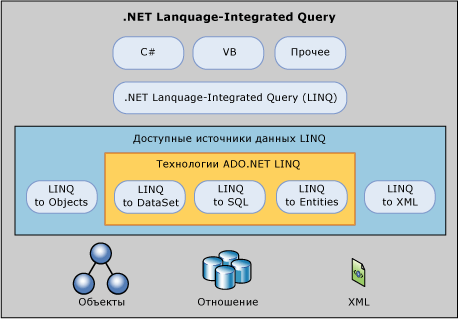 .NET Lanquage-Integrated Query
C# VB Прочее
.NET Lanquage-Integrated Query (LINQ)
Доступные источники данных LINQ
Технологии ADO.NET LINQ
LINQ LINQ LINQ LINQ LINQ
to Objects to DataSet to SQL to Entities to XML
Объекты Отношение XML